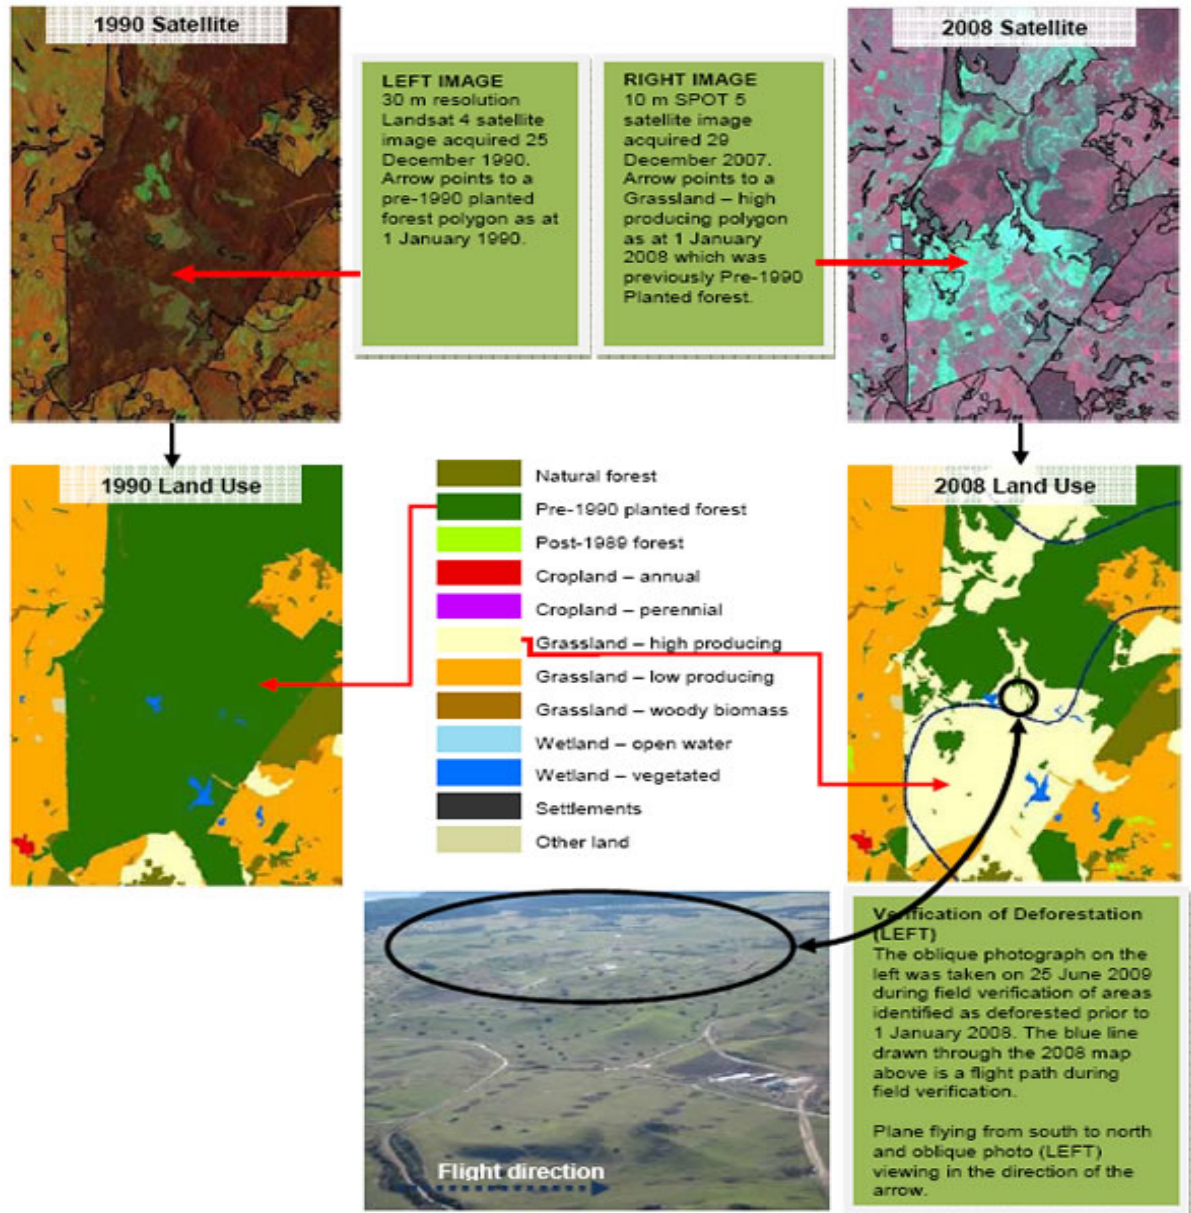 1990 Satellite
2008 Satellite
LEFT IMAGE
30 m resolution
Landsat 4 satellite
image acquired 25
December 1990.
Arrow points to a
pre-1990 planted
forest polygon as at
1 January 1990.
RIGHT IMAGE
10 m SPOT 5
satellite image
acquired 29
December 2007.
Arrow points to a
Grassland – high
producing polygon
as at 1 January
2008 which was
previously Pre-1990
Planted forest.
1990 Land Use
2008 Land Use
Natural forest
Pre-1990 planted forest
Post-1989 forest
Cropland – annual
Cropland – perennial
Grassland – high producing
Grassland – low producing
Grassland – woody biomass
Wetland – open water
Wetland – vegetated
Settlements
Other land
Verification of Deforestation
(LEFT)
The oblique photograph on the
left was taken on 25 June 2009
during field verification of areas
identified as deforested prior to
1 January 2008. The blue line
drawn through the 2008 map
above is a flight path during
field verification.
Plane flying from south to north
and oblique photo (LEFT)
viewing in the direction of the
arrow.
Flight direction